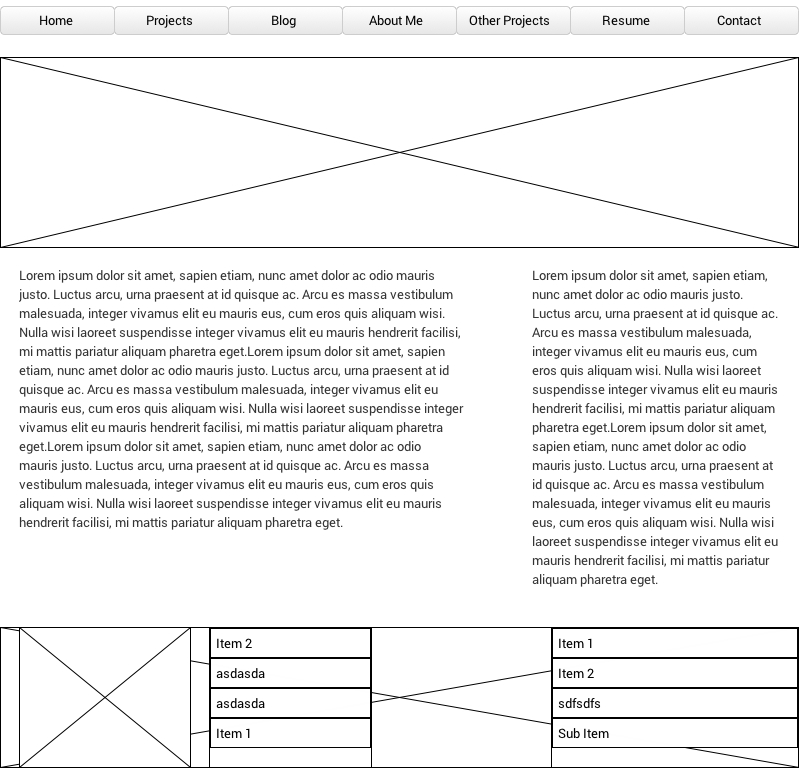 Home Projects Blog About Me Other Projects Resume Contact
Lorem ipsum dolor sit amet, sapien etiam, nunc amet dolor ac odio mauris
justo. Luctus arcu, urna praesent at id quisque ac. Arcu es massa vestibulum
malesuada, integer vivamus elit eu mauris eus, cum eros quis aliquam wisi.
Nulla wisi laoreet suspendisse integer vivamus elit eu mauris hendrerit facilisi,
mi mattis pariatur aliquam pharetra eget.Lorem ipsum dolor sit amet, sapien
etiam, nunc amet dolor ac odio mauris justo. Luctus arcu, urna praesent at id
quisque ac. Arcu es massa vestibulum malesuada, integer vivamus elit eu
mauris eus, cum eros quis aliquam wisi. Nulla wisi laoreet suspendisse integer
vivamus elit eu mauris hendrerit facilisi, mi mattis pariatur aliquam pharetra
eget.Lorem ipsum dolor sit amet, sapien etiam, nunc amet dolor ac odio
mauris justo. Luctus arcu, urna praesent at id quisque ac. Arcu es massa
vestibulum malesuada, integer vivamus elit eu mauris eus, cum eros quis
aliquam wisi. Nulla wisi laoreet suspendisse integer vivamus elit eu mauris
hendrerit facilisi, mi mattis pariatur aliquam pharetra eget.
Lorem ipsum dolor sit amet, sapien etiam,
nunc amet dolor ac odio mauris justo.
Luctus arcu, urna praesent at id quisque ac.
Arcu es massa vestibulum malesuada,
integer vivamus elit eu mauris eus, cum
eros quis aliquam wisi. Nulla wisi laoreet
suspendisse integer vivamus elit eu mauris
hendrerit facilisi, mi mattis pariatur aliquam
pharetra eget.Lorem ipsum dolor sit amet,
sapien etiam, nunc amet dolor ac odio
mauris justo. Luctus arcu, urna praesent at
id quisque ac. Arcu es massa vestibulum
malesuada, integer vivamus elit eu mauris
eus, cum eros quis aliquam wisi. Nulla wisi
laoreet suspendisse integer vivamus elit eu
mauris hendrerit facilisi, mi mattis pariatur
aliquam pharetra eget.
Item 2
asdasda
asdasda
Item 1
Item 1
Item 2
sdfsdfs
Sub Item